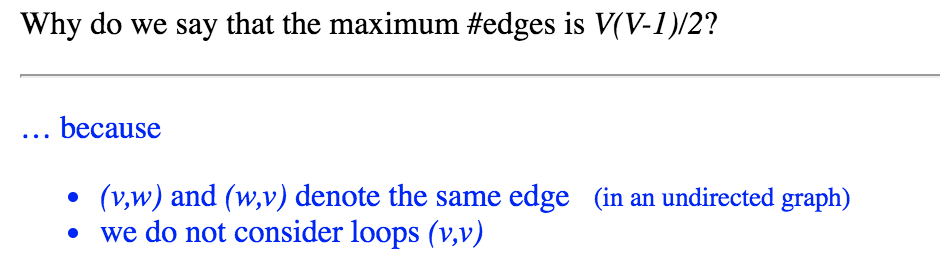 Why do we say that the maximum #edges is V(V-1)/2?
… because
• (v,w) and (w,v) denote the same edge (in an undirected graph)
• we do not consider loops (v,v)